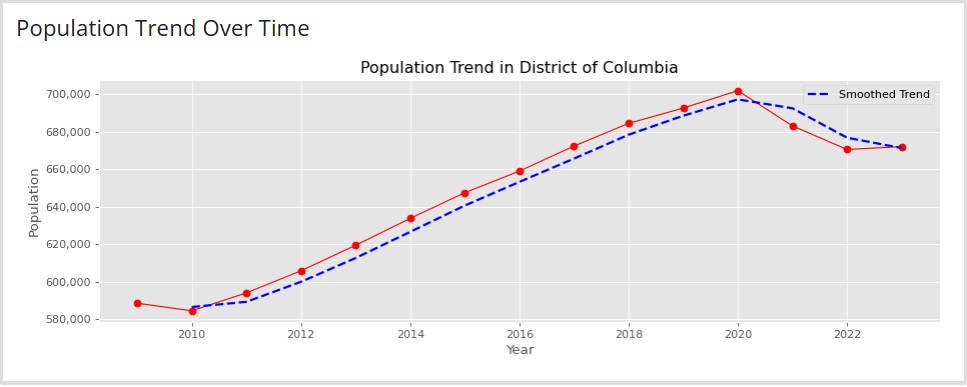 Population Trend Over Time
Population Trend in District of Columbia
700,000
680,000
660,000
640,000
620,000
600,000
580,000
Population
Smoothed Trend
2010 2012 2014 2016 2018 2020 2022
Year